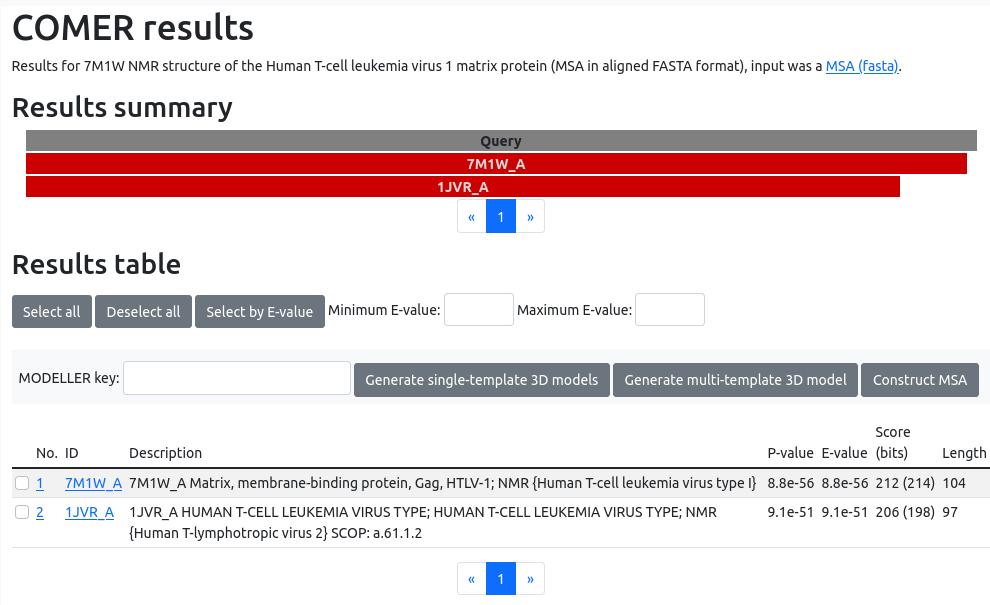 COMER results
Results for 7M1W NMR structure of the Human T-cell leukemia virus 1 matrix protein (MSA in aligned FASTA format), input was a MSA (fasta).
Results summary
Query
7M1W_A
1JVR_A
« 1 »
Results table
Select all Deselect all Select by E-value Minimum E-value: Maximum E-value:
MODELLER key: Generate single-template 3D models Generate multi-template 3D model Construct MSA
No. ID Description P-value E-value Score (bits) Length
1 7M1W_A 7M1W_A Matrix, membrane-binding protein, Gag, HTLV-1; NMR {Human T-cell leukemia virus type I} 8.8e-56 8.8e-56 212 (214) 104
2 1JVR_A 1JVR_A HUMAN T-CELL LEUKEMIA VIRUS TYPE; HUMAN T-CELL LEUKEMIA VIRUS TYPE; NMR 9.1e-51 9.1e-51 206 (198) 97
{Human T-lymphotropic virus 2} SCOP: a.61.1.2
« 1 »